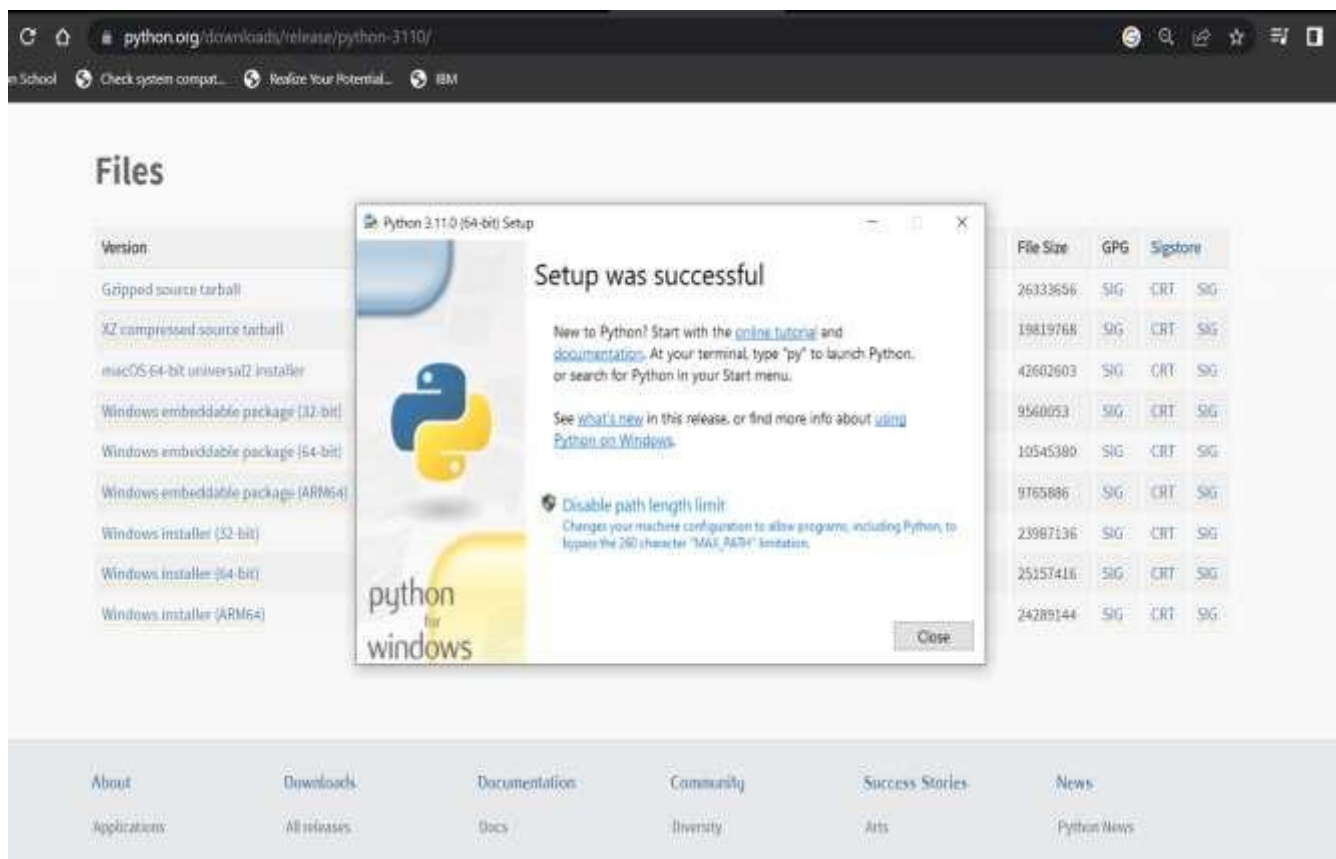 python.org/downloads/release/python-3110/
n School Check system compat... Realize Your Potential... IBM
Files
Version File Size GPG Sigstore
Gzipped source tarball 26333656 SIG CRT SIG
XZ compressed source tarball 19819768 SIG CRT SIG
macOS 64-bit universal2 installer 42602603 SIG CRT SIG
Windows embeddable package (32-bit) 9560053 SIG CRT SIG
Windows embeddable package (64-bit) 10545380 SIG CRT SIG
Windows embeddable package (ARM64) 9765886 SIG CRT SIG
Windows installer (32-bit) 23987136 SIG CRT SIG
Windows installer (64-bit) 25157416 SIG CRT SIG
Windows installer (ARM64) 24289144 SIG CRT SIG
Python 3.11.0 (64-bit) Setup
Setup was successful
New to Python? Start with the online tutorial and
documentation. At your terminal, type "py" to launch Python,
or search for Python in your Start menu.
See what's new in this release, or find more info about using
Python on Windows.
Disable path length limit
Changes your machine configuration to allow programs, including Python, to
bypass the 260 character "MAX_PATH" limitation.
python
for
windows
Close
About Downloads Documentation Community Success Stories News
Applications All releases Docs Diversity Arts Python News